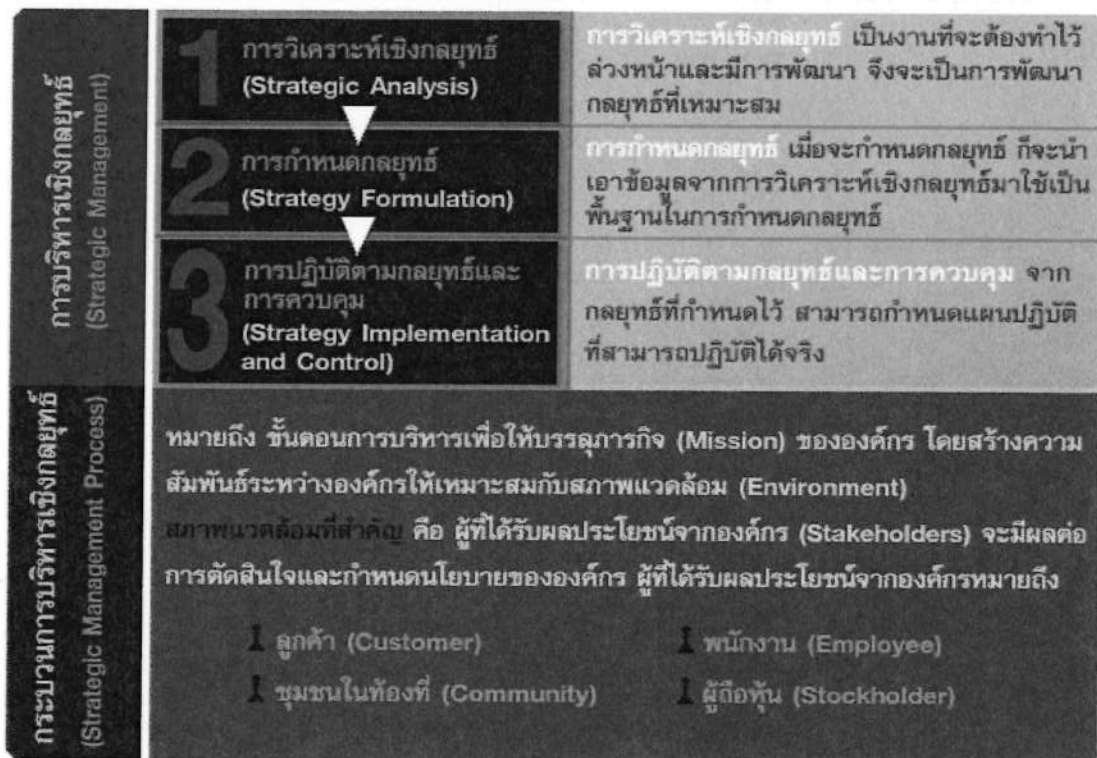 การบริหารเชิงกลยุทธ์
(Strategic Management)
1
การวิเคราะห์เชิงกลยุทธ์
(Strategic Analysis)
การวิเคราะห์เชิงกลยุทธ์ เป็นงานที่จะต้องทำไว้
ล่วงหน้าและมีการพัฒนา จึงจะเป็นการพัฒนา
กลยุทธ์ที่เหมาะสม
2
การกำหนดกลยุทธ์
(Strategy Formulation)
การกำหนดกลยุทธ์ เมื่อจะกำหนดกลยุทธ์ ก็จะนำ
เอาข้อมูลจากการวิเคราะห์เชิงกลยุทธ์มาใช้เป็น
พื้นฐานในการกำหนดกลยุทธ์
3
การปฏิบัติตามกลยุทธ์และ
การควบคุม
(Strategy Implementation
and Control)
การปฏิบัติตามกลยุทธ์และการควบคุม จาก
กลยุทธ์ที่กำหนดไว้ สามารถกำหนดแผนปฏิบัติ
ที่สามารถปฏิบัติได้จริง
กระบวนการบริหารเชิงกลยุทธ์
(Strategic Management Process)
หมายถึง ขั้นตอนการบริหารเพื่อให้บรรลุภารกิจ (Mission) ขององค์กร โดยสร้างความ
สัมพันธ์ระหว่างองค์กรให้เหมาะสมกับสภาพแวดล้อม (Environment)
สภาพแวดล้อมที่สำคัญ คือ ผู้ที่ได้รับผลประโยชน์จากองค์กร (Stakeholders) จะมีผลต่อ
การตัดสินใจและกำหนดนโยบายขององค์กร ผู้ที่ได้รับผลประโยชน์จากองค์กรหมายถึง
ลูกค้า (Customer)
พนักงาน (Employee)
ชุมชนในท้องที่ (Community)
ผู้ถือหุ้น (Stockholder)